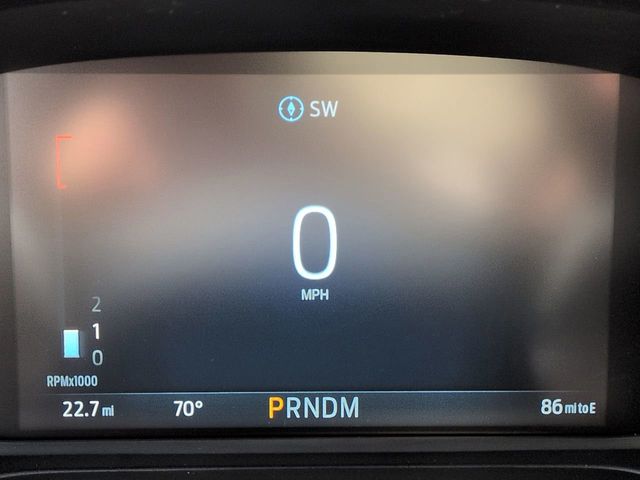 SW
0
MPH
2
1
0
RPMx1000
22.7 mi 70° PRNDM 86 mi to E